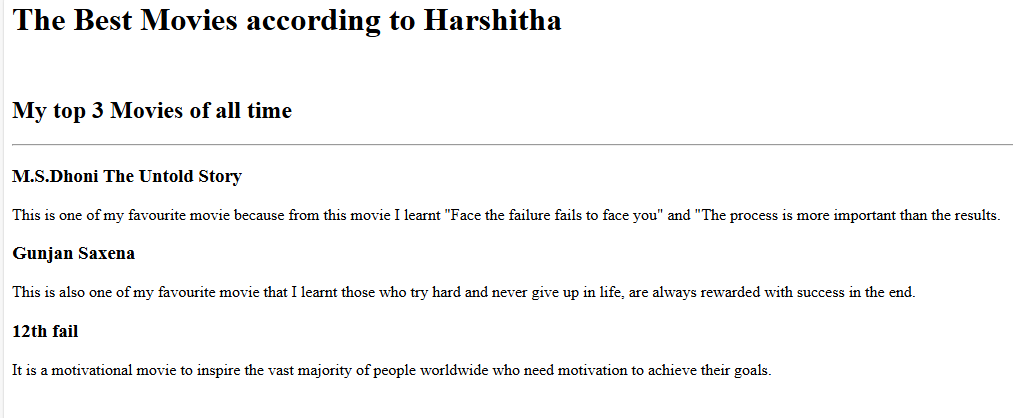 The Best Movies according to Harshitha
My top 3 Movies of all time
M.S.Dhoni The Untold Story
This is one of my favourite movie because from this movie I learnt "Face the failure fails to face you" and "The process is more important than the results.
Gunjan Saxena
This is also one of my favourite movie that I learnt those who try hard and never give up in life, are always rewarded with success in the end.
12th fail
It is a motivational movie to inspire the vast majority of people worldwide who need motivation to achieve their goals.